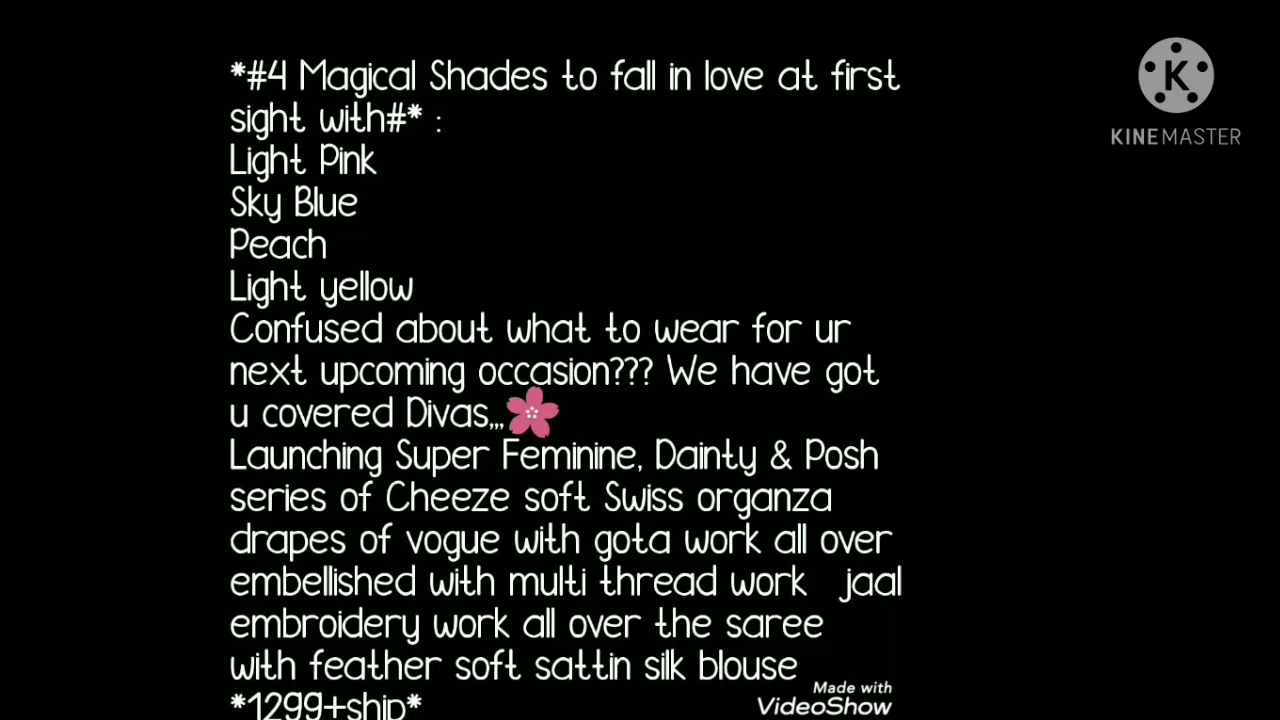 *#4 Magical Shades to fall in love at first
sight with#* :
Light Pink
Sky Blue
Peach
Light yellow
Confused about what to wear for ur
next upcoming occasion??? We have got
u covered Divas,,,🌸
Launching Super Feminine, Dainty & Posh
series of Cheeze soft Swiss organza
drapes of vogue with gota work all over
embellished with multi thread work   jaal
embroidery work all over the saree
with feather soft sattin silk blouse
*1299+ship*
K
KINEMASTER
Made with
VideoShow